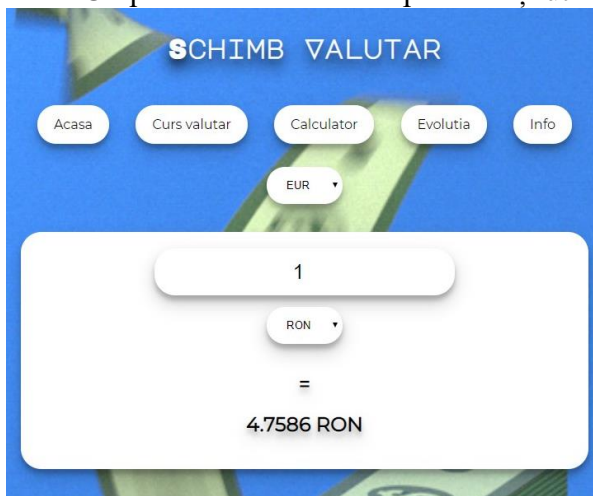 SCHIMB VALUTAR
Acasa Curs valutar Calculator Evolutia Info
EUR
1
RON
=
4.7586 RON